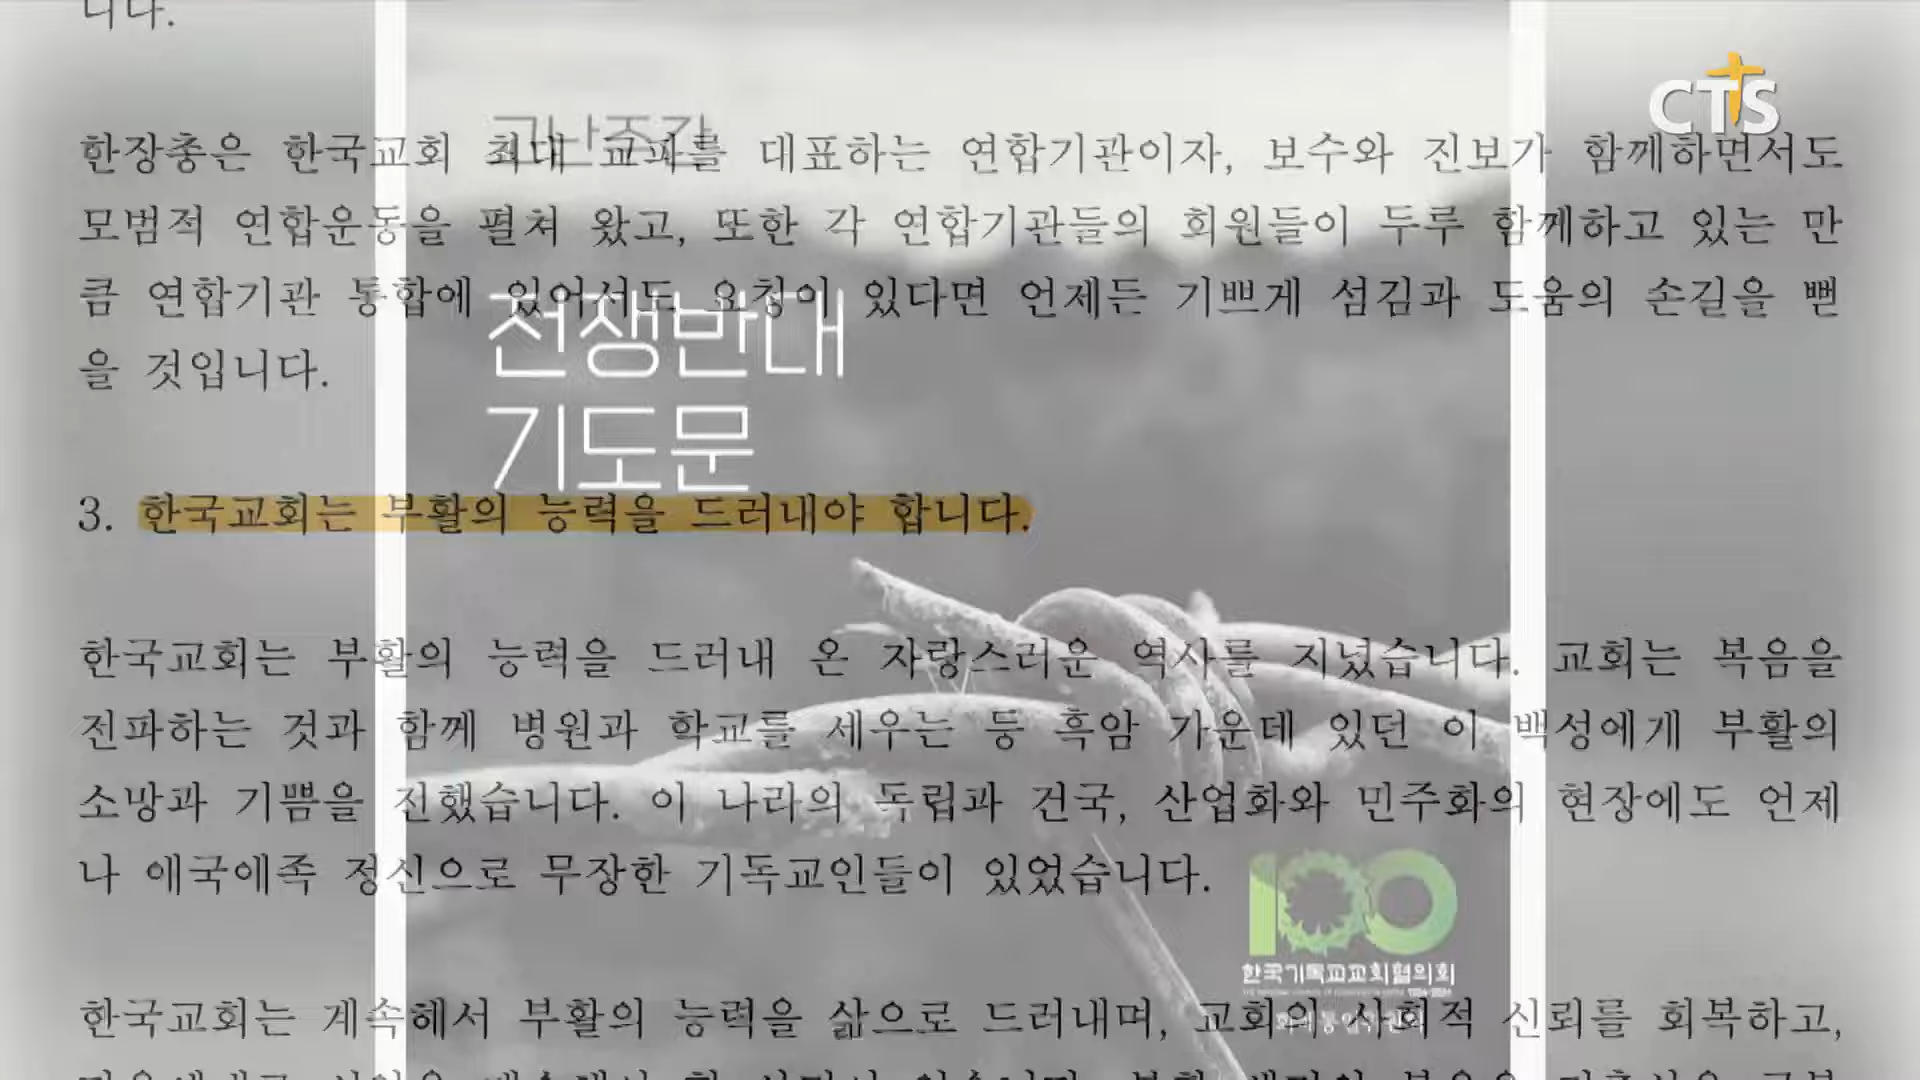 니다.
CTS
한장총은 한국교회 최대 교파를 대표하는 연합기관이자, 보수와 진보가 함께하면서도
고난주간
모범적 연합운동을 펼쳐 왔고, 또한 각 연합기관들의 회원들이 두루 함께하고 있는 만
큼 연합기관 통합에 있어서도 요청이 있다면 언제든 기쁘게 섬김과 도움의 손길을 뻗
을 것입니다.
전쟁반대
기도문
3. 한국교회는 부활의 능력을 드러내야 합니다.
한국교회는 부활의 능력을 드러내 온 자랑스러운 역사를 지녔습니다. 교회는 복음을
전파하는 것과 함께 병원과 학교를 세우는 등 흑암 가운데 있던 이 백성에게 부활의
소망과 기쁨을 전했습니다. 이 나라의 독립과 건국, 산업화와 민주화의 현장에도 언제
나 애국애족 정신으로 무장한 기독교인들이 있었습니다.
100
한국기독교교회협의회
한국교회는 계속해서 부활의 능력을 삶으로 드러내며, 교회의 사회적 신뢰를 회복하고,